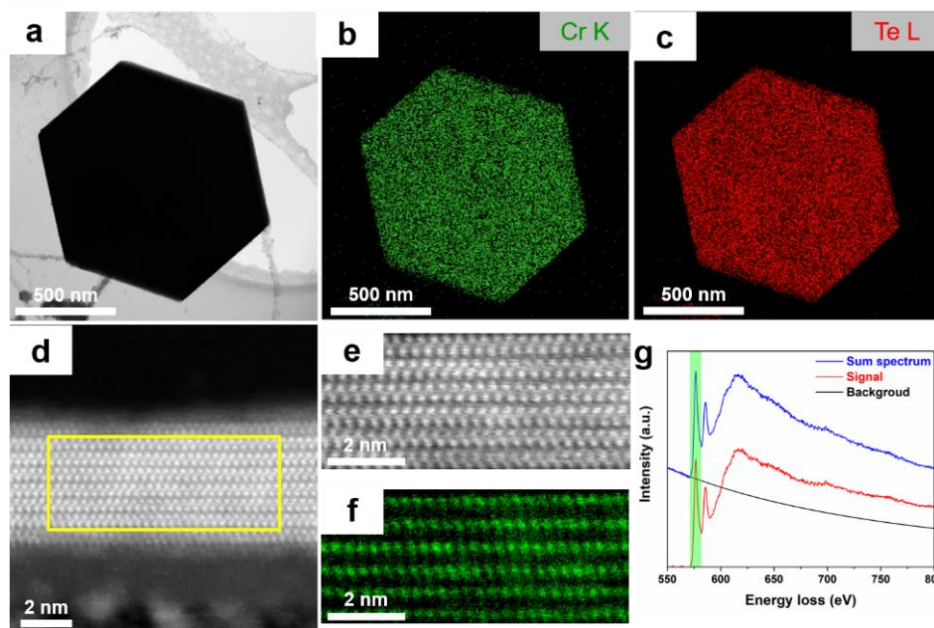 a
500 nm
b
Cr K
500 nm
c
Te L
500 nm
d
2 nm
e
2 nm
f
2 nm
g
Sum spectrum
Signal
Backgroud
Intensity (a.u.)
550 600 650 700 750 800
Energy loss (eV)